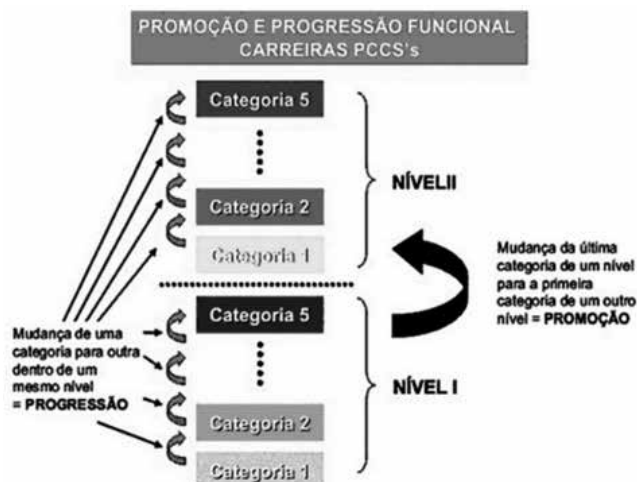 PROMOÇÃO E PROGRESSÃO FUNCIONAL
CARREIRAS PCCS's
Categoria 5
Categoria 2
Categoria 1
NÍVELII
Mudança da última
categoria de um nível
para a primeira
categoria de um outro
nível = PROMOÇÃO
Categoria 5
Categoria 2
Categoria 1
NÍVEL I
Mudança de uma
categoria para outra
dentro de um
mesmo nível
= PROGRESSÃO